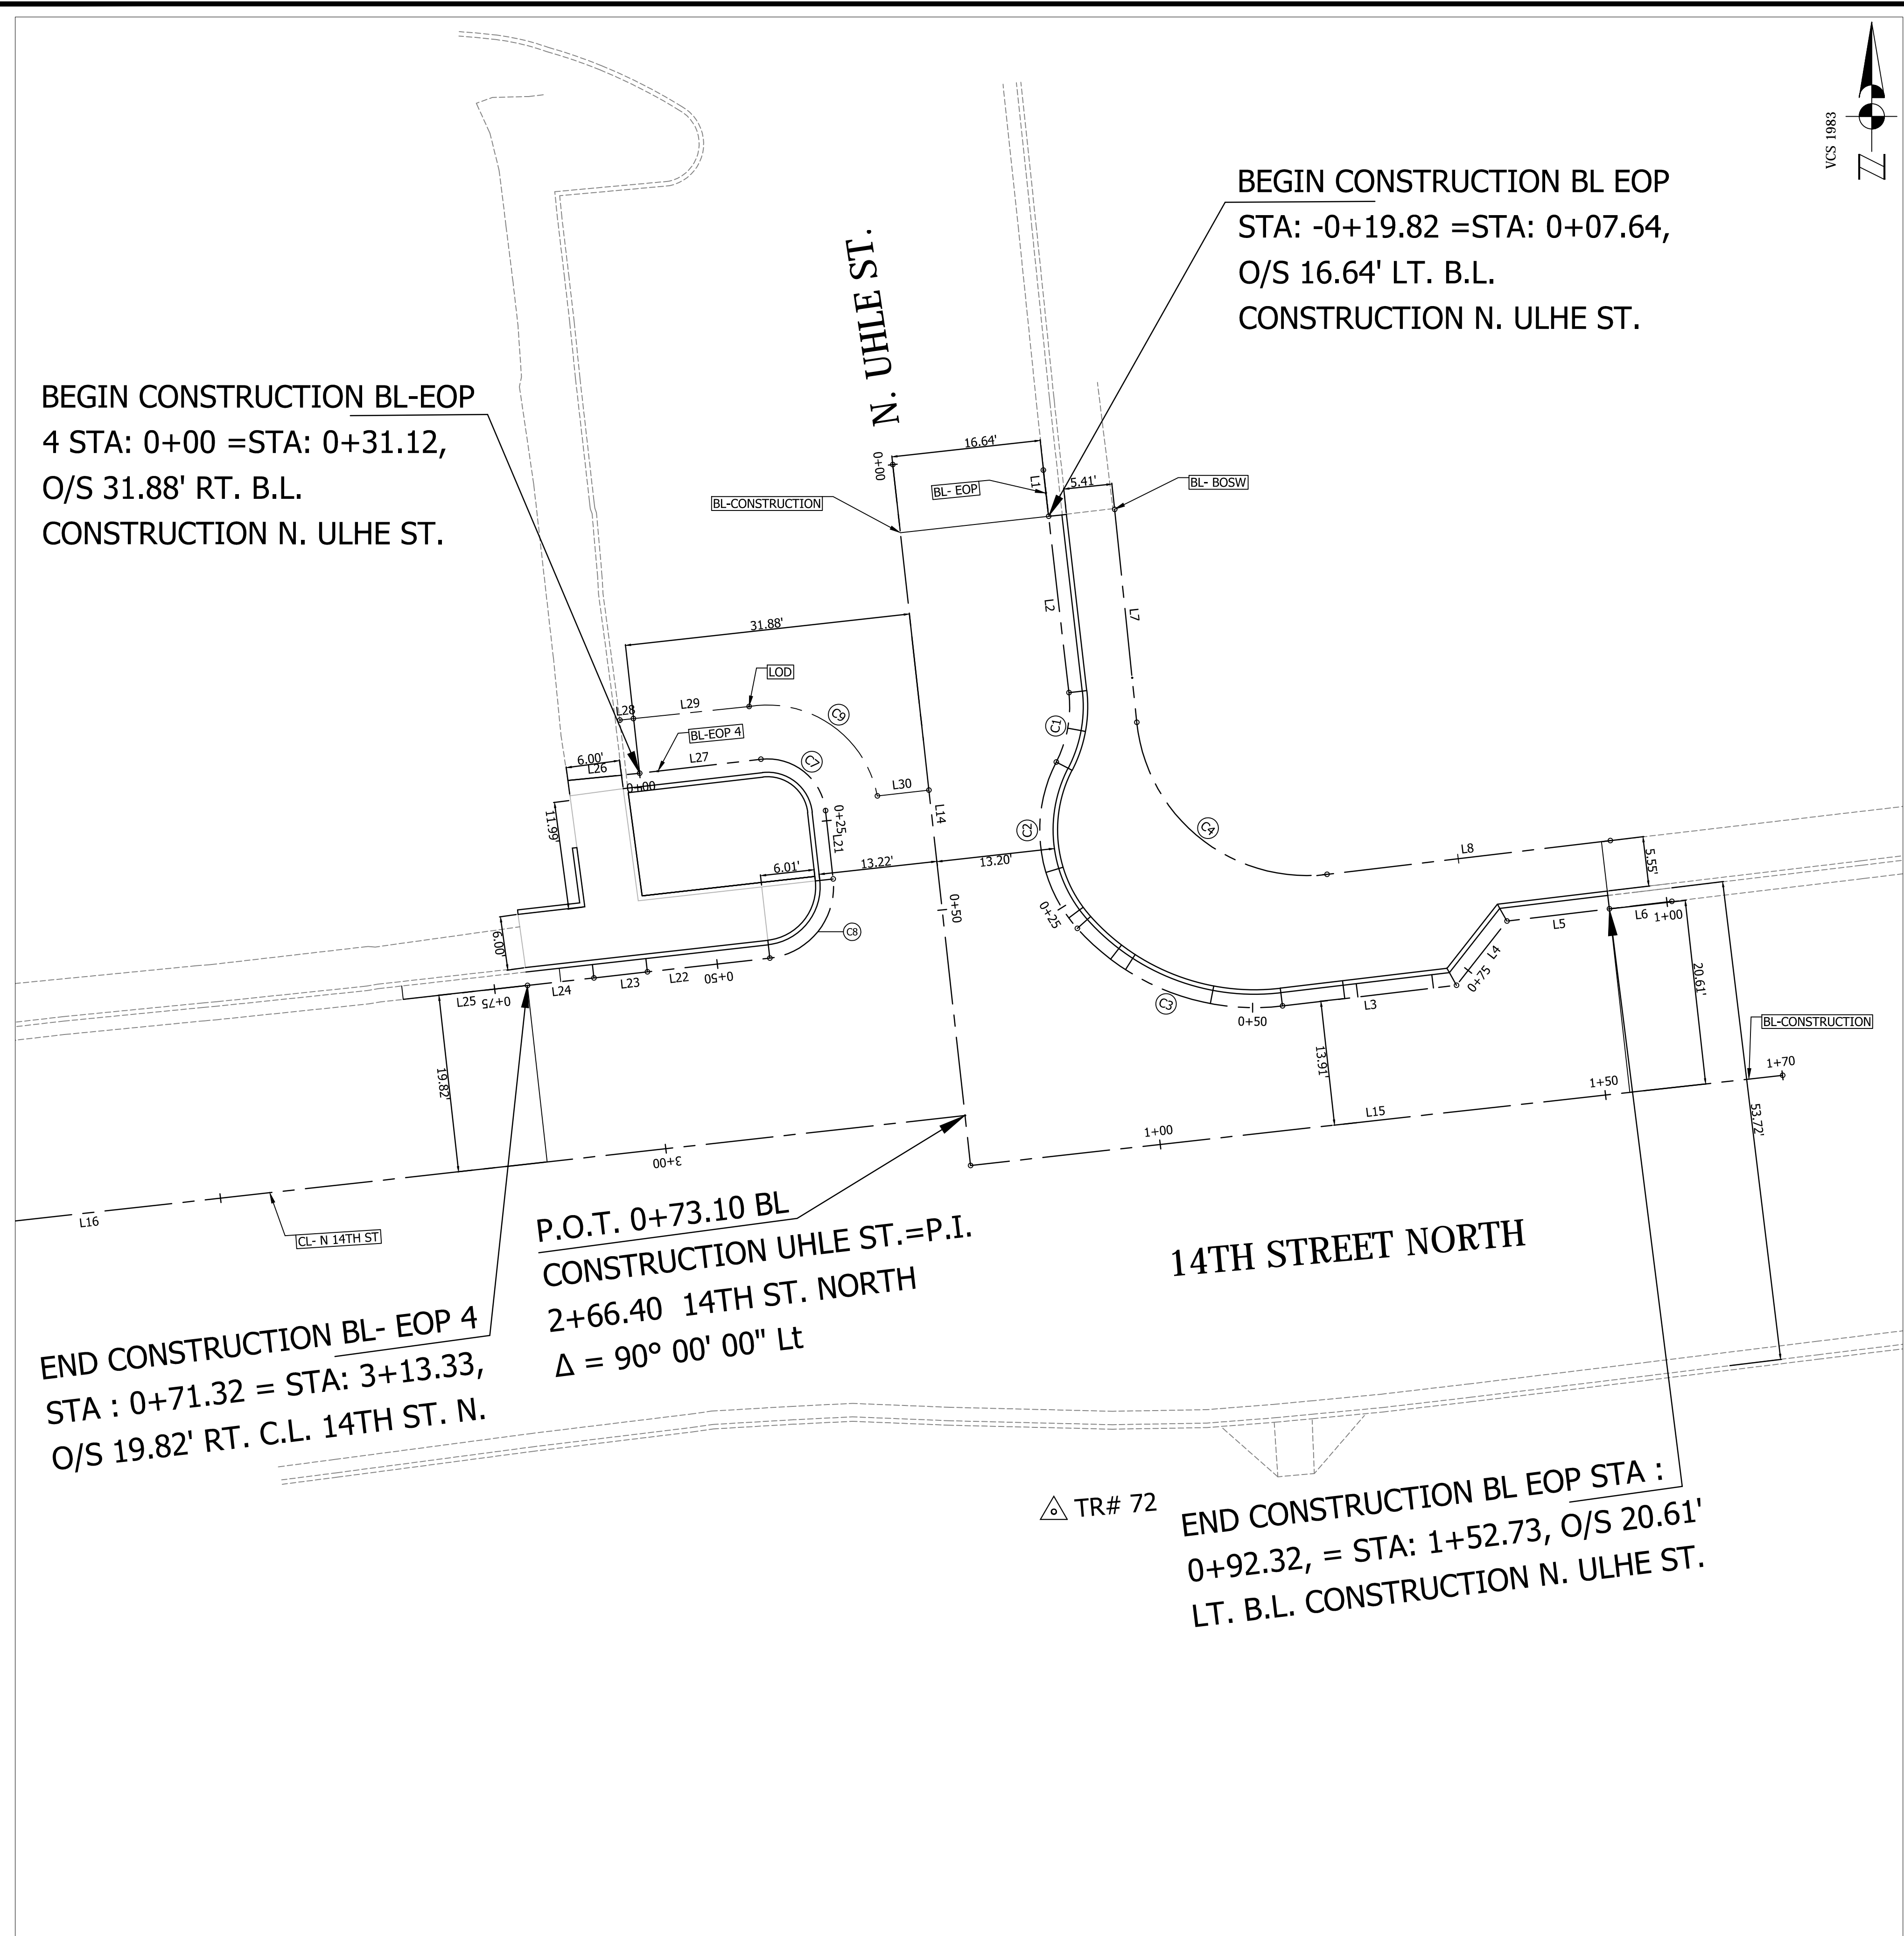 VCS 1983
BEGIN CONSTRUCTION BL EOP
STA: -0+19.82 =STA: 0+07.64,
O/S 16.64' LT. B.L.
CONSTRUCTION N. ULHE ST.
N. UHLE ST.
BEGIN CONSTRUCTION BL-EOP
4 STA: 0+00 =STA: 0+31.12,
O/S 31.88' RT. B.L.
CONSTRUCTION N. ULHE ST.
16.64'
0+00
L1
5.41'
BL- EOP
BL- BOSW
BL-CONSTRUCTION
L2
L7
31.88'
LOD
L28
L29
C9
C1
BL-EOP 4
6.00'
L26
L27
C7
0+00
L30
L14
11.99'
0+25
L21
C2
C4
L8
13.22'
13.20'
6.01'
5.55'
0+50
0+25
L6
1+00
L5
C8
6.00'
L4
0+75
20.61'
L25
0+75
L24
L23
L22
0+50
C3
L3
0+50
BL-CONSTRUCTION
13.91'
19.82'
1+70
1+50
L15
53.72'
1+00
3+00
L16
CL- N 14TH ST
P.O.T. 0+73.10 BL
CONSTRUCTION UHLE ST.=P.I.
2+66.40 14TH ST. NORTH
Δ = 90° 00' 00" Lt
14TH STREET NORTH
END CONSTRUCTION BL- EOP 4
STA : 0+71.32 = STA: 3+13.33,
O/S 19.82' RT. C.L. 14TH ST. N.
TR# 72
END CONSTRUCTION BL EOP STA :
0+92.32, = STA: 1+52.73, O/S 20.61'
LT. B.L. CONSTRUCTION N. ULHE ST.